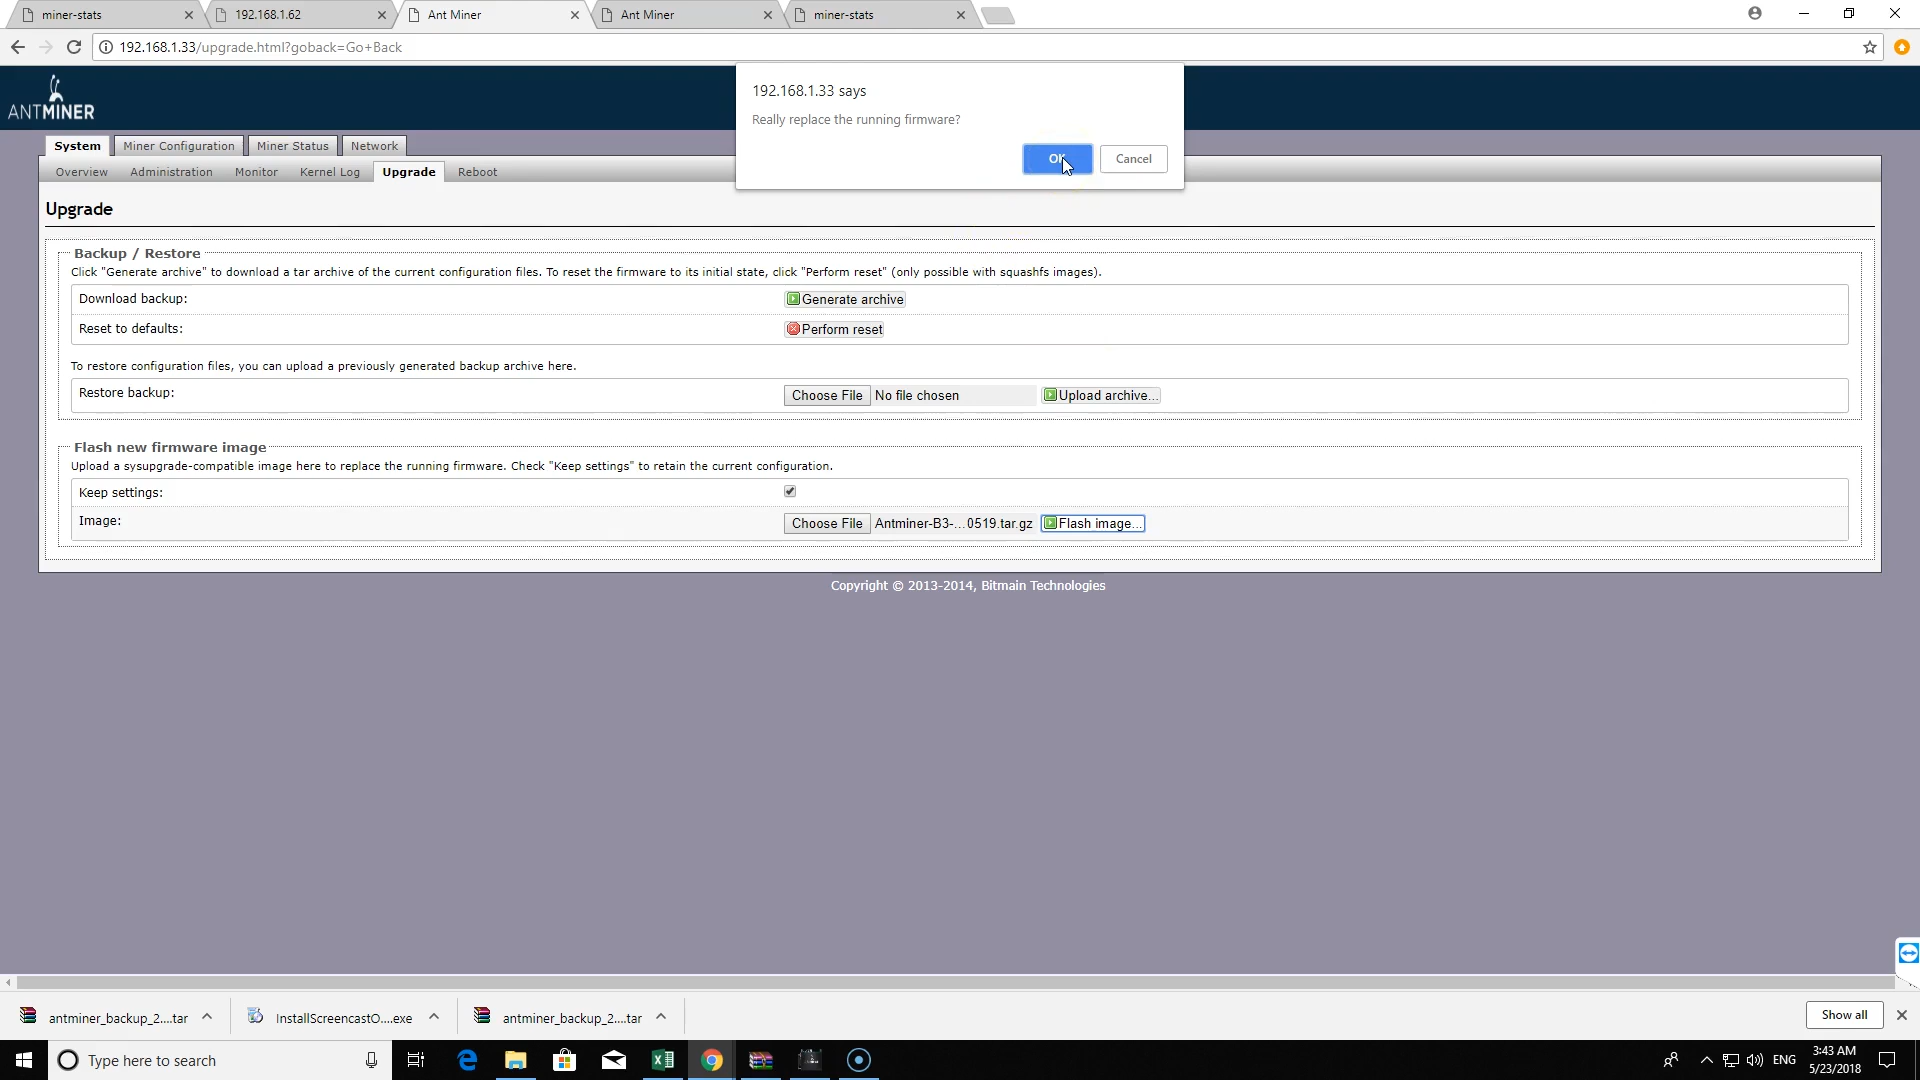 miner-stats
192.168.1.62
Ant Miner
Ant Miner
miner-stats
192.168.1.33/upgrade.html?goback=Go+Back
ANTMINER
192.168.1.33 says
Really replace the running firmware?
OK
Cancel
System
Miner Configuration
Miner Status
Network
Overview
Administration
Monitor
Kernel Log
Upgrade
Reboot
Upgrade
Backup / Restore
Click "Generate archive" to download a tar archive of the current configuration files. To reset the firmware to its initial state, click "Perform reset" (only possible with squashfs images).
Download backup:
Generate archive
Reset to defaults:
Perform reset
To restore configuration files, you can upload a previously generated backup archive here.
Restore backup:
Choose File No file chosen
Upload archive...
Flash new firmware image
Upload a sysupgrade-compatible image here to replace the running firmware. Check "Keep settings" to retain the current configuration.
Keep settings:
Image:
Choose File Antminer-B3-...0519.tar.gz
Flash image...
Copyright © 2013-2014, Bitmain Technologies
antminer_backup_2....tar
InstallScreencastO....exe
antminer_backup_2....tar
Show all
Type here to search
ENG
3:43 AM
5/23/2018